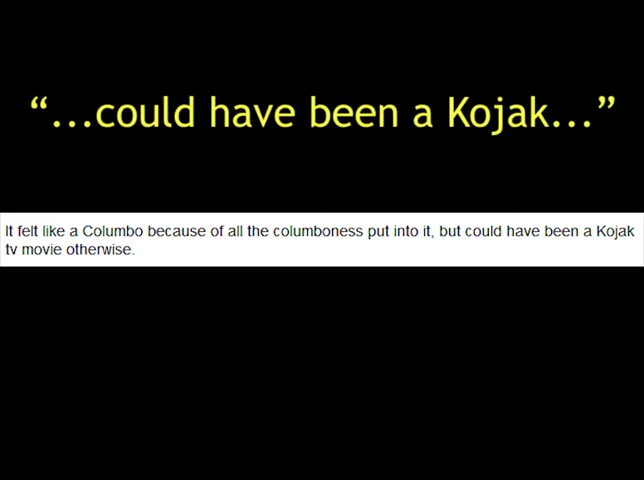 “...could have been a Kojak...”
It felt like a Columbo because of all the columboness put into it, but could have been a Kojak
tv movie otherwise.